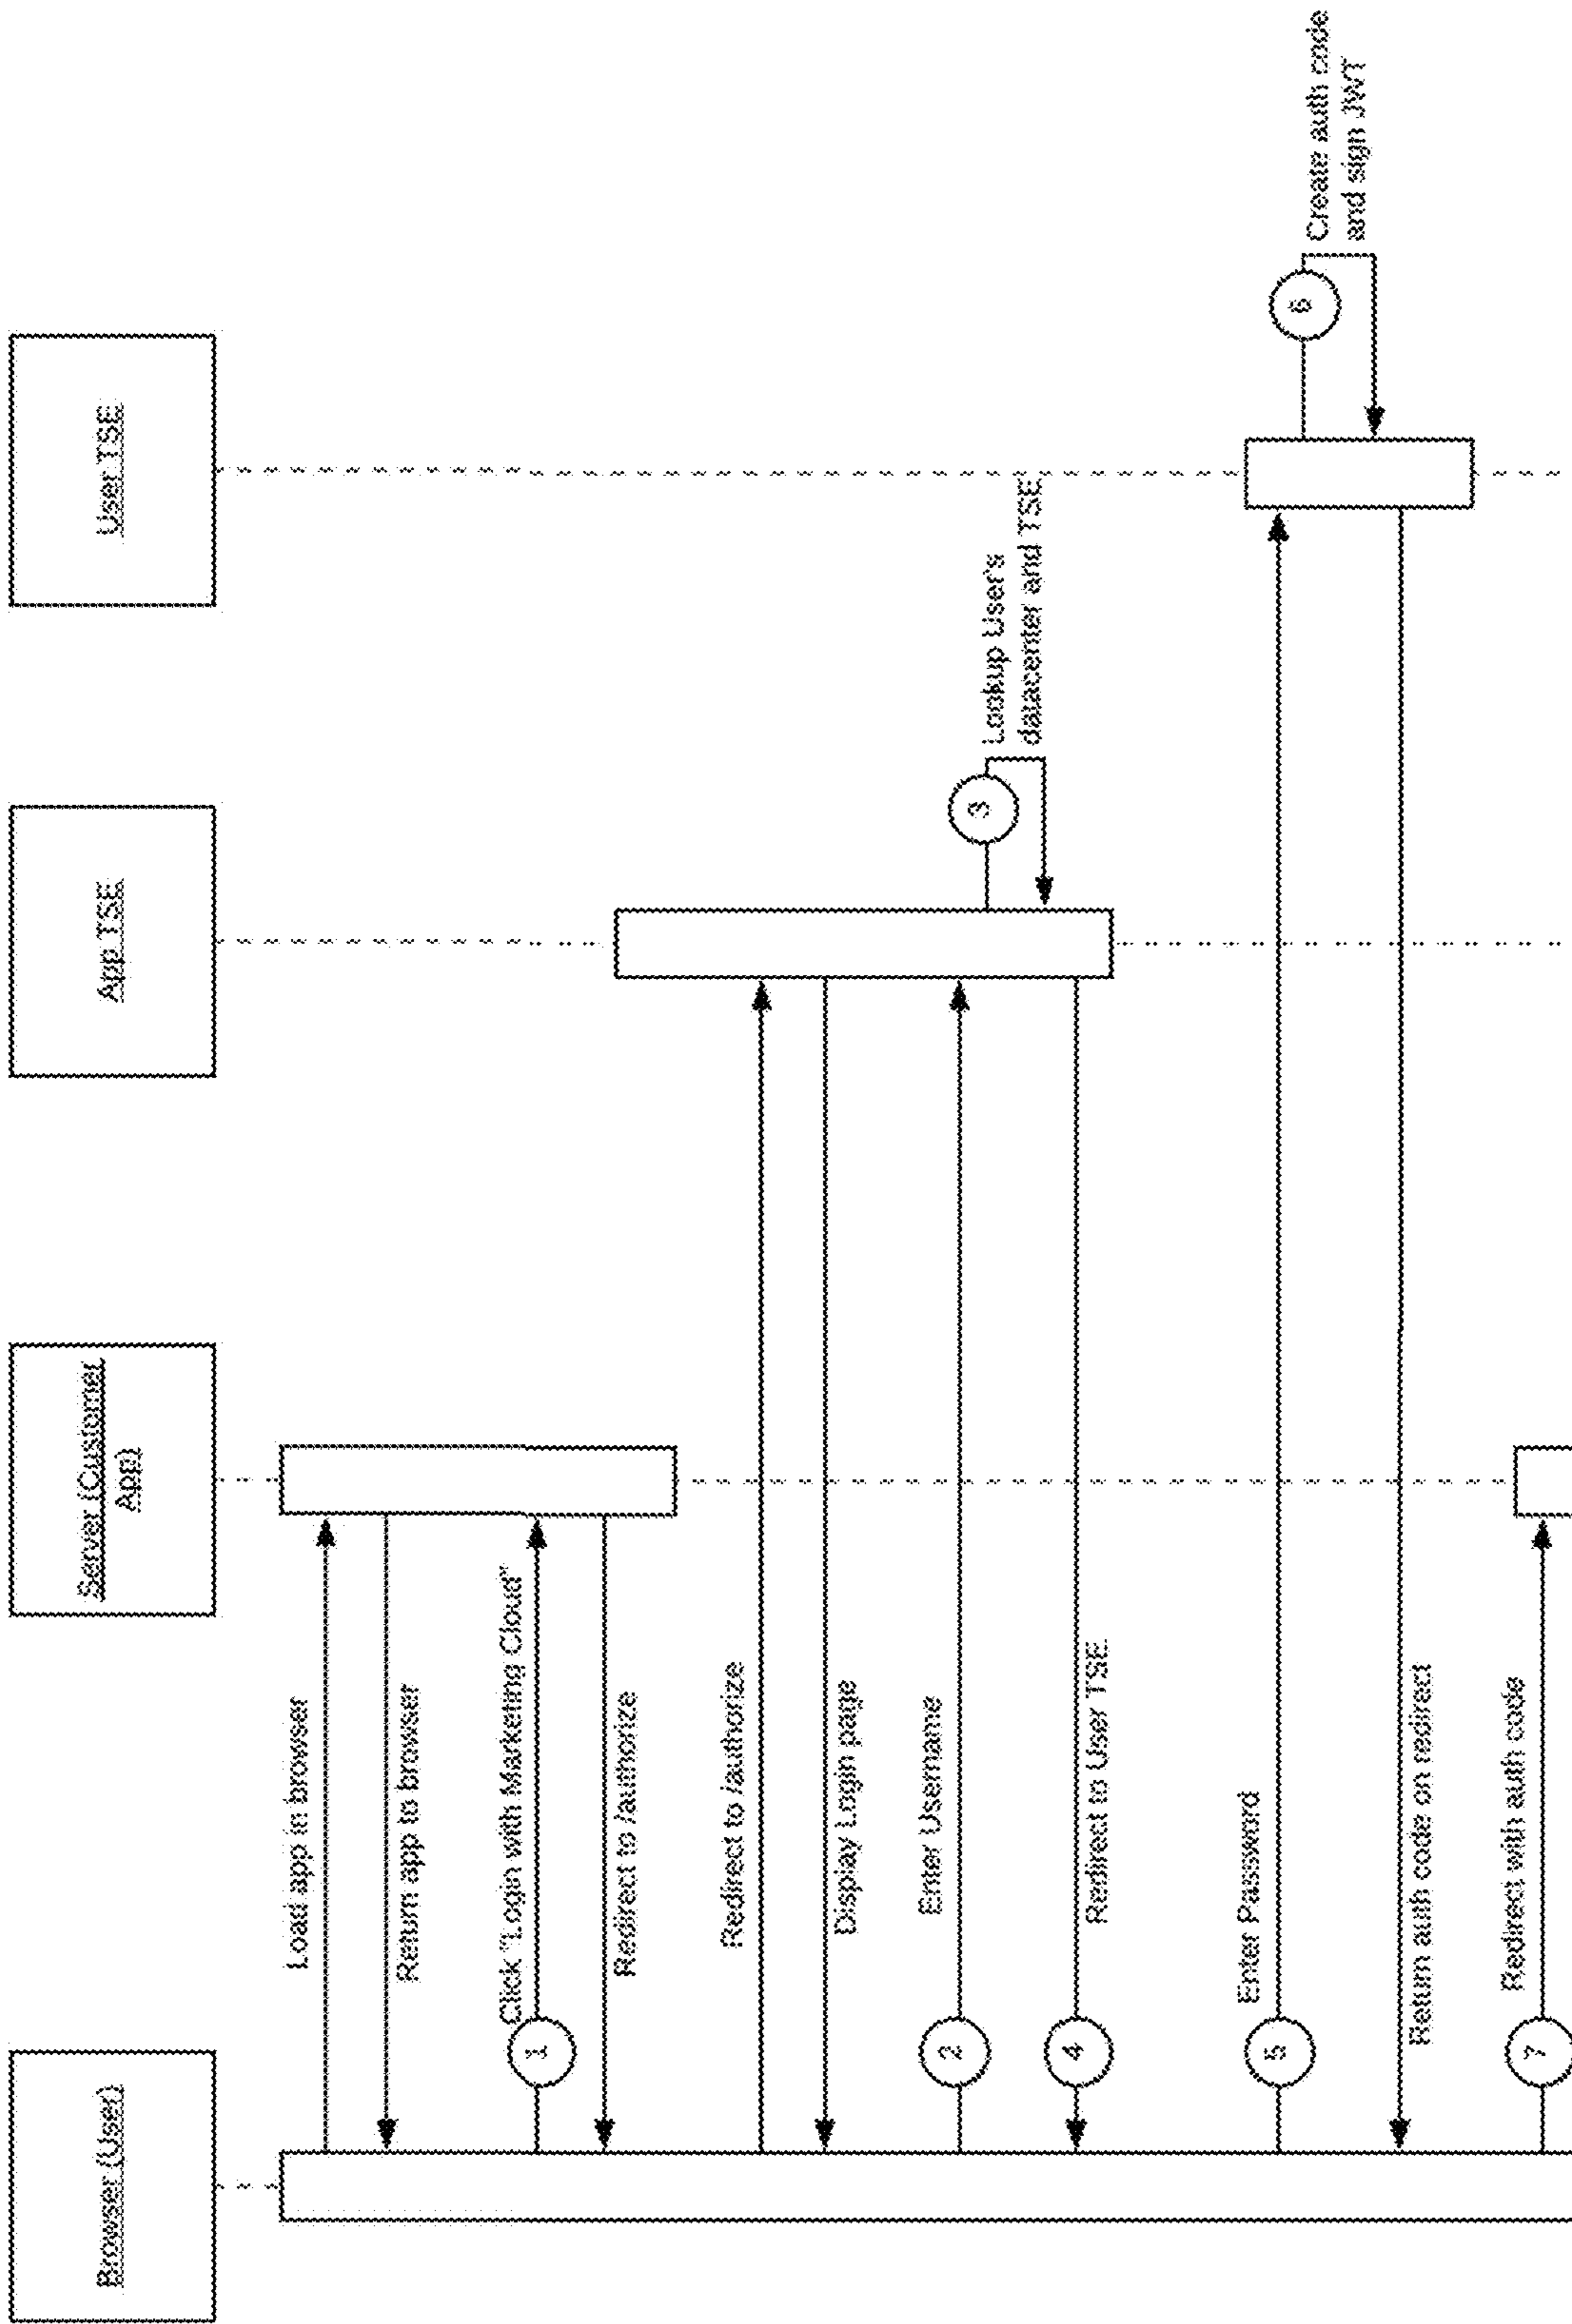 Browser (User)
Server (Customer
App)
App TSE
User TSE
Load app in browser
Return app to browser
Click "Login with Marketing Cloud"
1
Redirect to /authorize
Redirect to /authorize
Display Login page
Enter Username
2
3
Lookup User's
datacenter and TSE
4
Redirect to User TSE
Enter Password
5
6
Create auth code
and sign JWT
Return auth code on redirect
Redirect with auth code
7